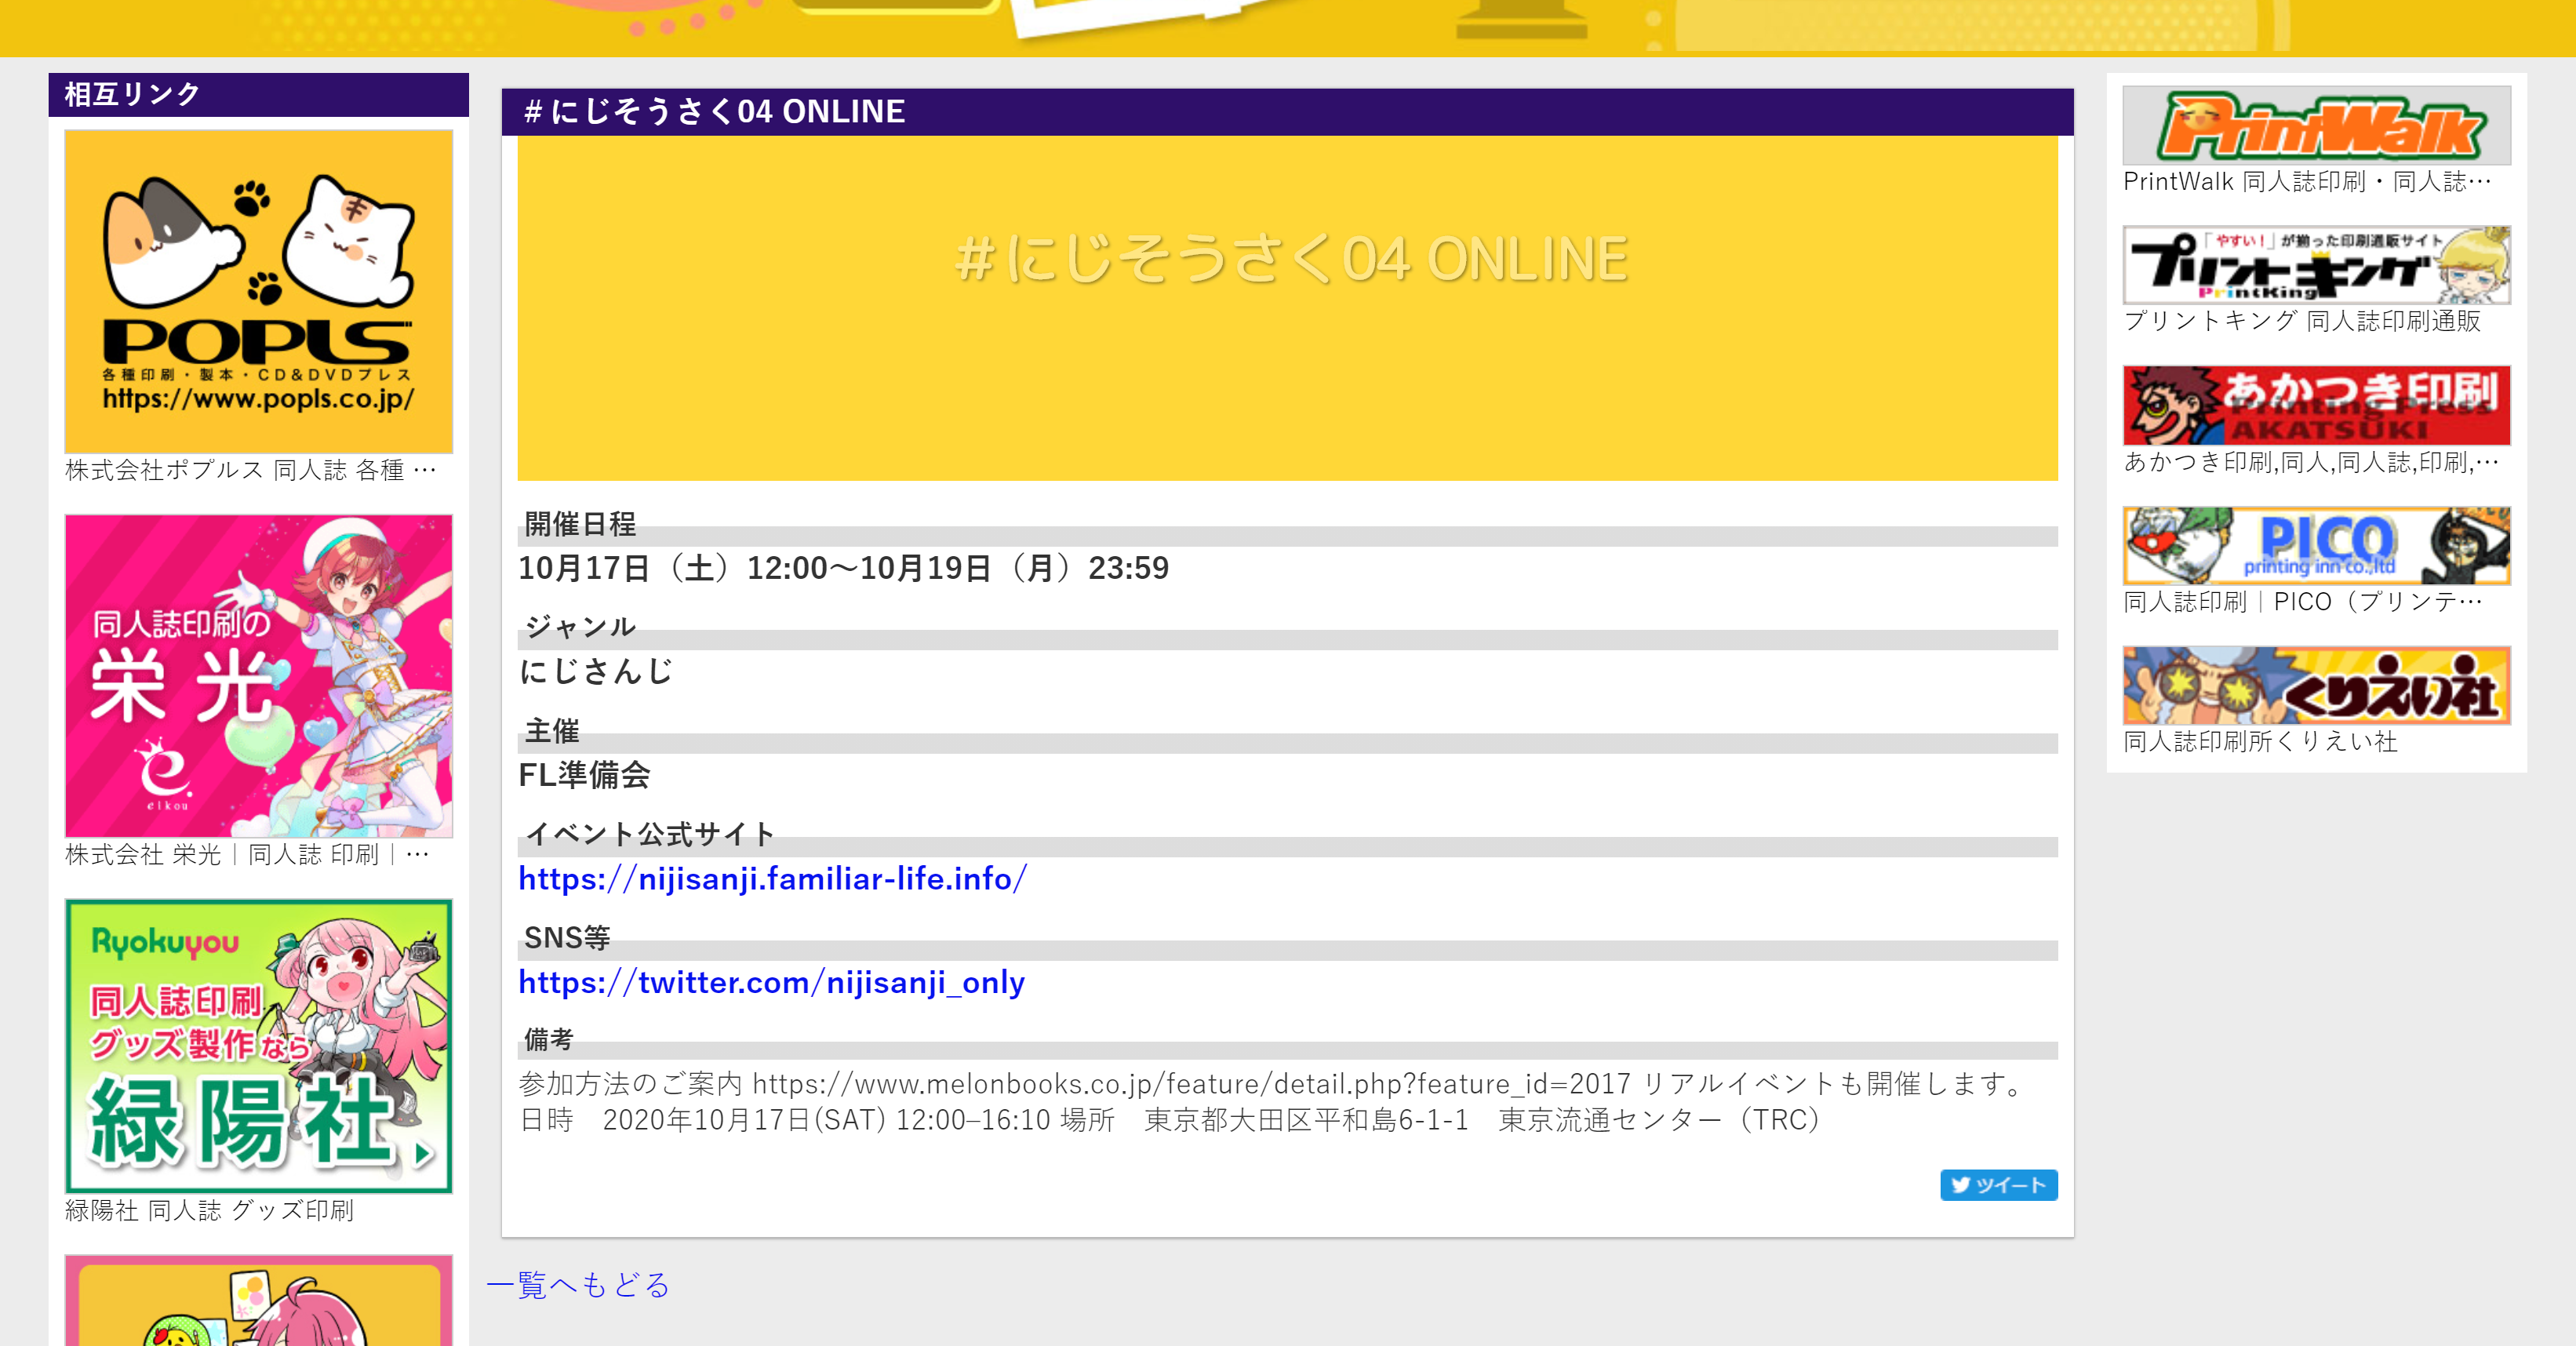 相互リンク
POPLS
各種印刷・製本・CD&DVDプレス
https://www.popls.co.jp/
株式会社ポプルス 同人誌 各種 …
同人誌印刷の
栄光
e.
eikou
株式会社 栄光｜同人誌 印刷｜…
Ryokuyou
同人誌印刷
グッズ製作なら
緑陽社
緑陽社 同人誌 グッズ印刷
＃にじそうさく04 ONLINE
＃にじそうさく04 ONLINE
開催日程
10月17日（土）12:00～10月19日（月）23:59
ジャンル
にじさんじ
主催
FL準備会
イベント公式サイト
https://nijisanji.familiar-life.info/
SNS等
https://twitter.com/nijisanji_only
備考
参加方法のご案内 https://www.melonbooks.co.jp/feature/detail.php?feature_id=2017 リアルイベントも開催します。
日時　2020年10月17日(SAT) 12:00–16:10 場所　東京都大田区平和島6-1-1　東京流通センター（TRC）
ツイート
一覧へもどる
PrintWalk
PrintWalk 同人誌印刷・同人誌…
「やすい！」が揃った印刷通販サイト
プリントキング
PrintKing
プリントキング 同人誌印刷通販
あかつき印刷
Printing Press
AKATSUKI
あかつき印刷,同人,同人誌,印刷,…
PICO
printing inn co.,ltd
同人誌印刷｜PICO（プリンテ…
くりえい社
同人誌印刷所くりえい社